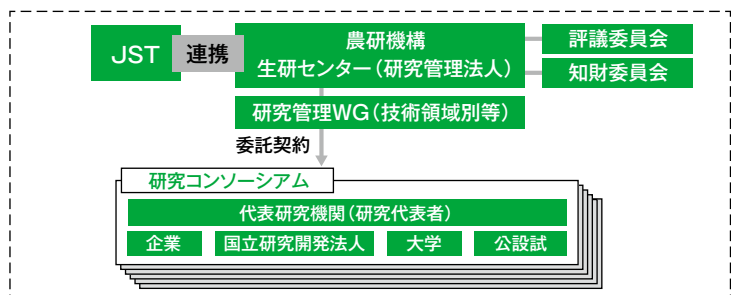 JST
連携
農研機構
生研センター(研究管理法人)
評議委員会
知財委員会
研究管理WG(技術領域別等)
委託契約
研究コンソーシアム
代表研究機関(研究代表者)
企業
国立研究開発法人
大学
公設試